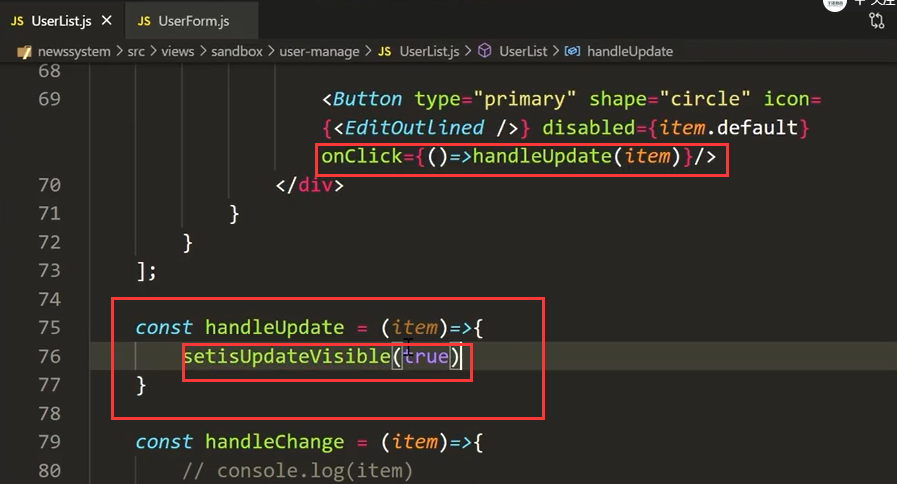 JS UserList.js ×
JS UserForm.js
newssystem > src > views > sandbox > user-manage > JS UserList.js > UserList > handleUpdate
68
69 <Button type="primary" shape="circle" icon=
{<EditOutlined />} disabled={item.default}
onClick={()=>handleUpdate(item)}/>
70 </div>
71 }
72 }
73 ];
74
75 const handleUpdate = (item)=>{
76 setisUpdateVisible(true)
77 }
78
79 const handleChange = (item)=>{
80 // console.log(item)